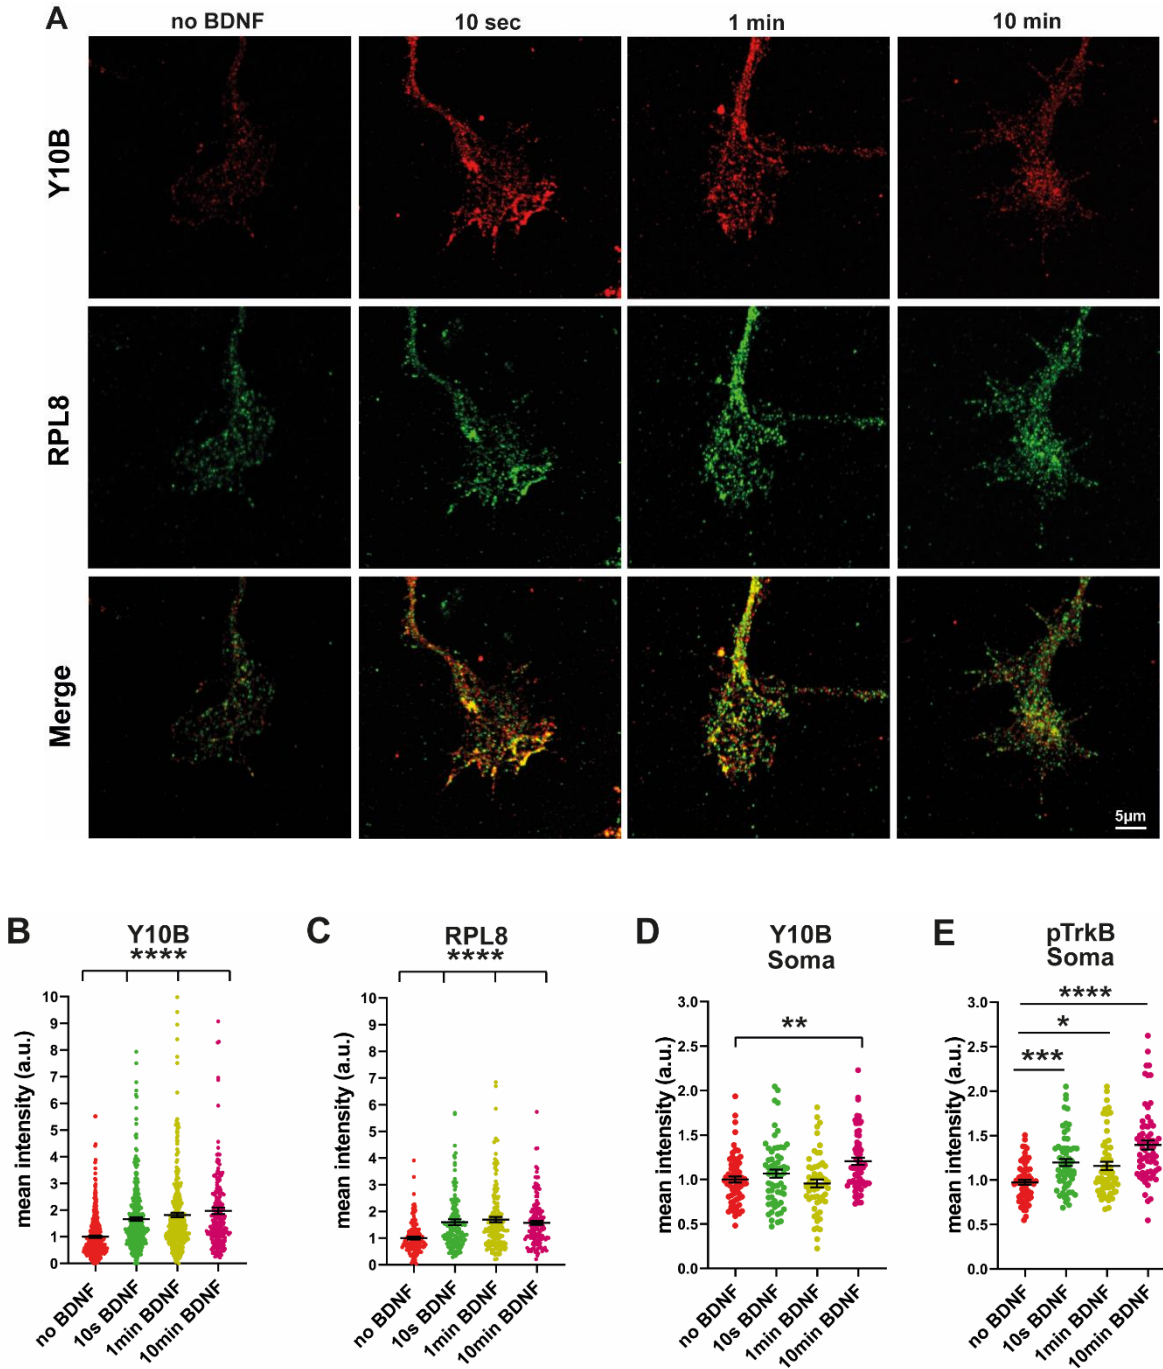 A
no BDNF 10 sec 1 min 10 min
Y10B
RPL8
Merge
5µm
B
Y10B
****
mean intensity (a.u.)
10
9
8
7
6
5
4
3
2
1
0
no BDNF
10s BDNF
1min BDNF
10min BDNF
C
RPL8
****
mean intensity (a.u.)
10
9
8
7
6
5
4
3
2
1
0
no BDNF
10s BDNF
1min BDNF
10min BDNF
D
Y10B
Soma
**
mean intensity (a.u.)
3.0
2.5
2.0
1.5
1.0
0.5
0.0
no BDNF
10s BDNF
1min BDNF
10min BDNF
E
pTrkB
Soma
****
*
***
mean intensity (a.u.)
3.0
2.5
2.0
1.5
1.0
0.5
0.0
no BDNF
10s BDNF
1min BDNF
10min BDNF